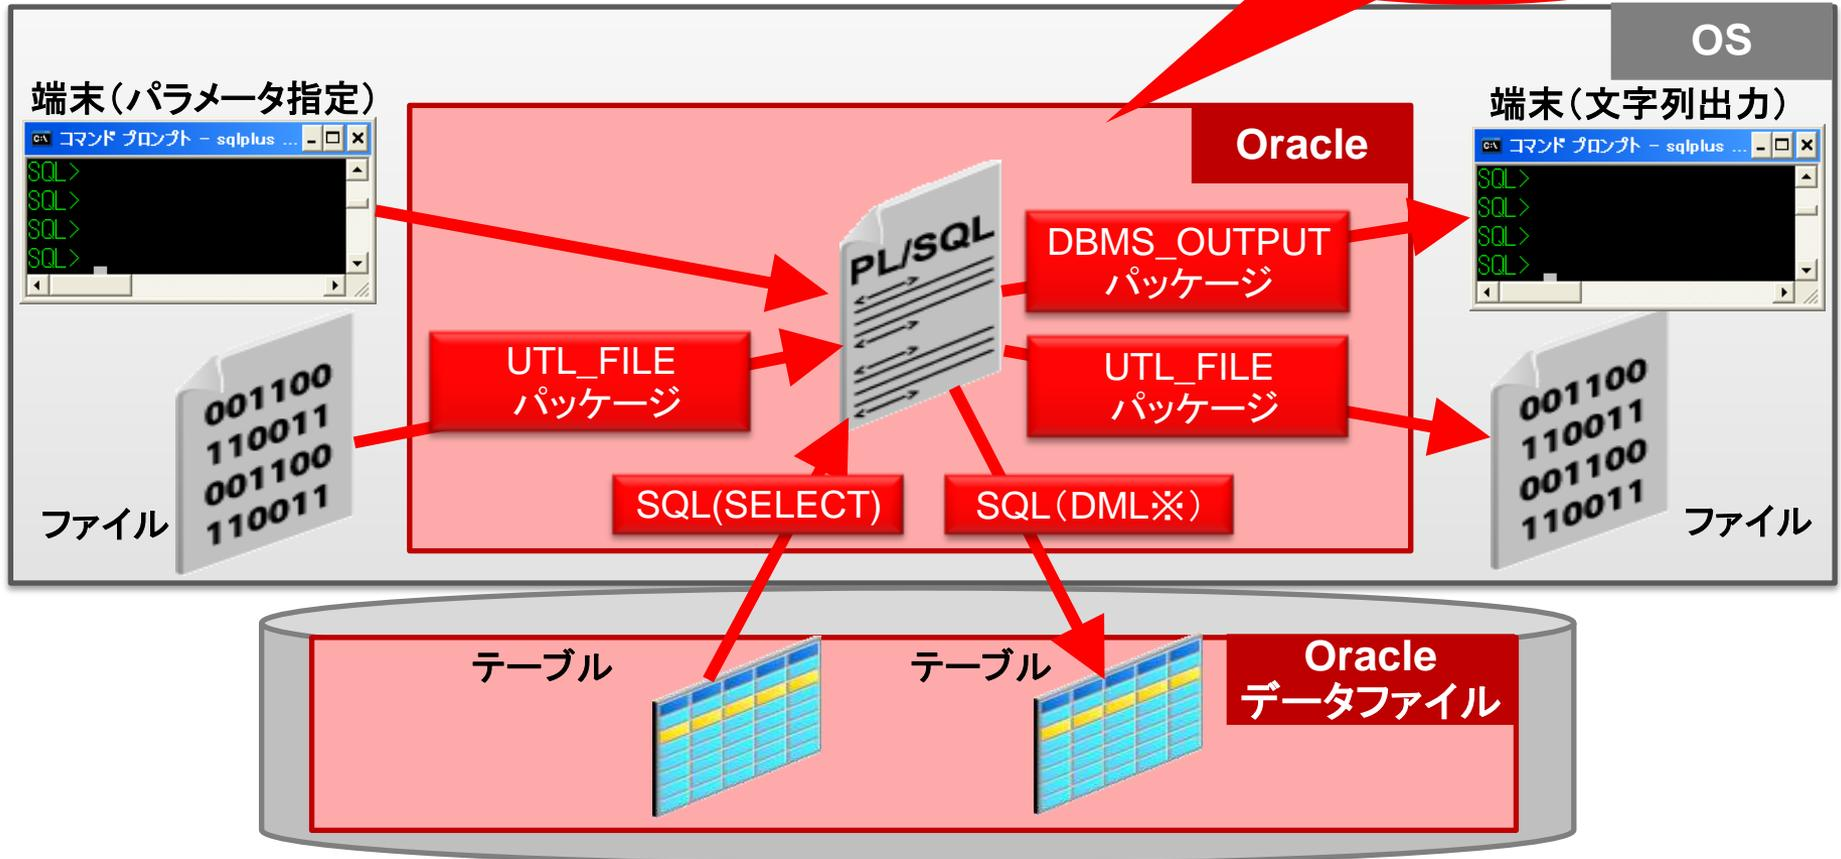 OS
端末(パラメータ指定)
端末(文字列出力)
コマンド プロンプト - sqlplus ...
SQL>
SQL>
SQL>
SQL>
Oracle
コマンド プロンプト - sqlplus ...
SQL>
SQL>
SQL>
SQL>
PL/SQL
DBMS_OUTPUT
パッケージ
UTL_FILE
パッケージ
UTL_FILE
パッケージ
001100
110011
001100
110011
ファイル
001100
110011
001100
110011
ファイル
SQL(SELECT)
SQL(DML※)
テーブル
テーブル
Oracle
データファイル